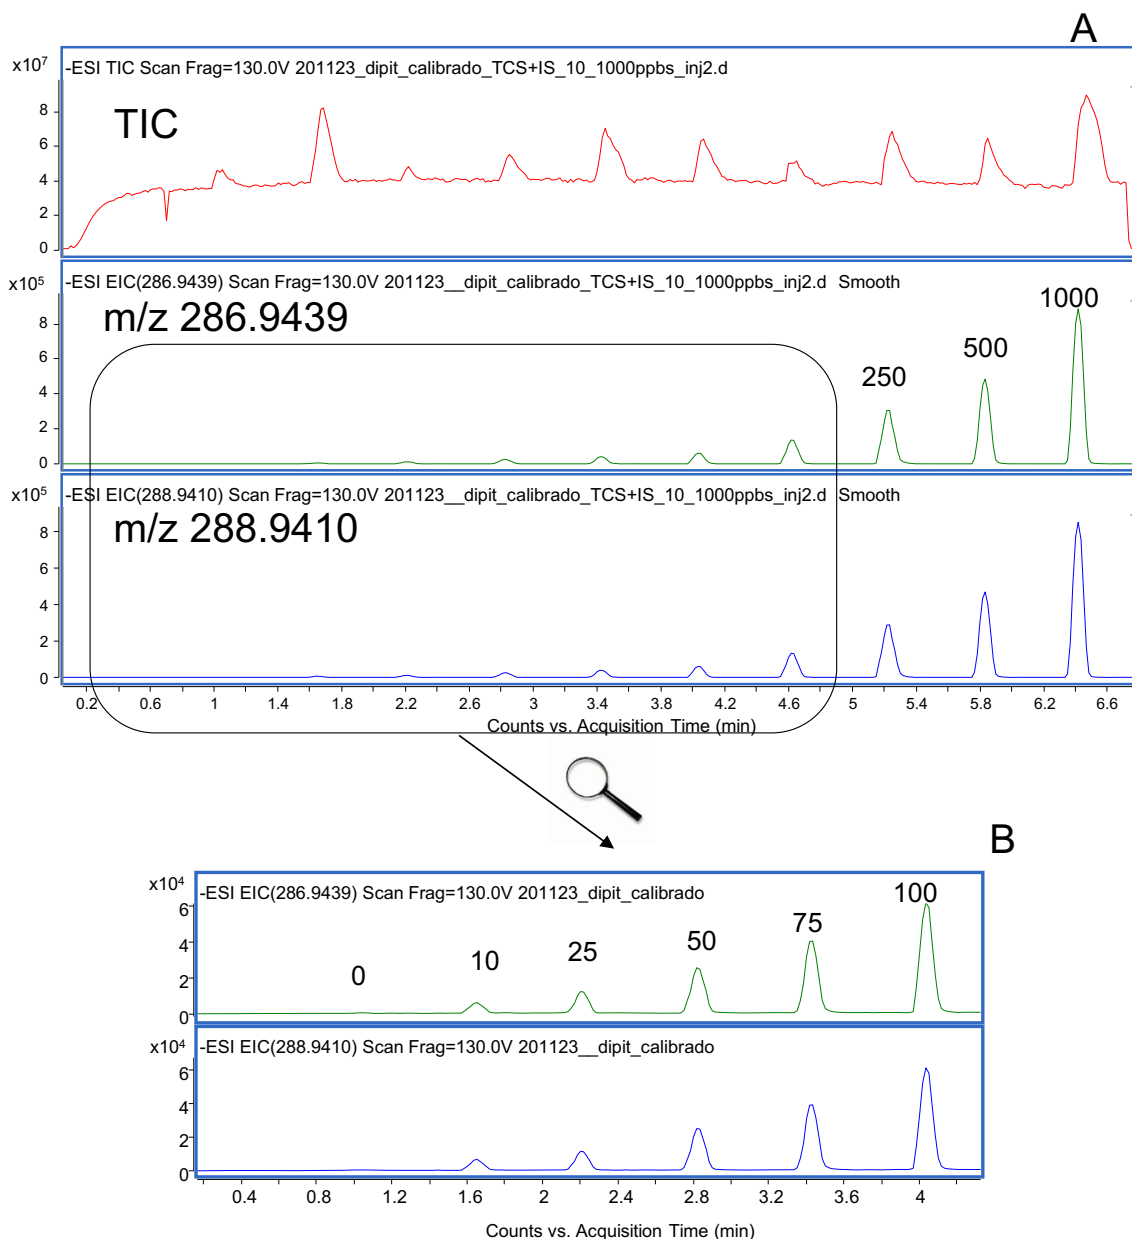 A
x10⁷
-ESI TIC Scan Frag=130.0V 201123_dipit_calibrado_TCS+IS_10_1000ppbs_inj2.d
TIC
8
6
4
2
0
x10⁵
-ESI EIC(286.9439) Scan Frag=130.0V 201123__dipit_calibrado_TCS+IS_10_1000ppbs_inj2.d Smooth
m/z 286.9439
1000
500
250
8
6
4
2
0
x10⁵
-ESI EIC(288.9410) Scan Frag=130.0V 201123__dipit_calibrado_TCS+IS_10_1000ppbs_inj2.d Smooth
m/z 288.9410
8
6
4
2
0
0.2 0.6 1 1.4 1.8 2.2 2.6 3 3.4 3.8 4.2 4.6 5 5.4 5.8 6.2 6.6
Counts vs. Acquisition Time (min)
B
x10⁴
-ESI EIC(286.9439) Scan Frag=130.0V 201123_dipit_calibrado
0 10 25 50 75 100
6
4
2
0
x10⁴
-ESI EIC(288.9410) Scan Frag=130.0V 201123__dipit_calibrado
6
4
2
0
0.4 0.8 1.2 1.6 2 2.4 2.8 3.2 3.6 4
Counts vs. Acquisition Time (min)